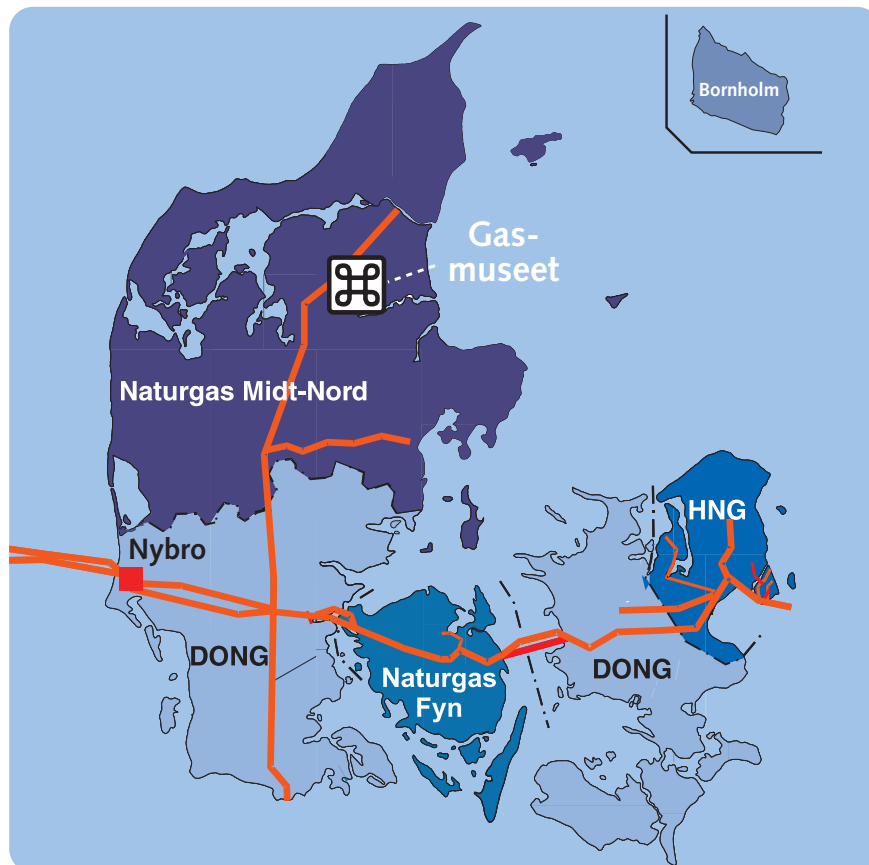 Bornholm
Gas-
museet
Naturgas Midt-Nord
HNG
Nybro
DONG
DONG
Naturgas
Fyn